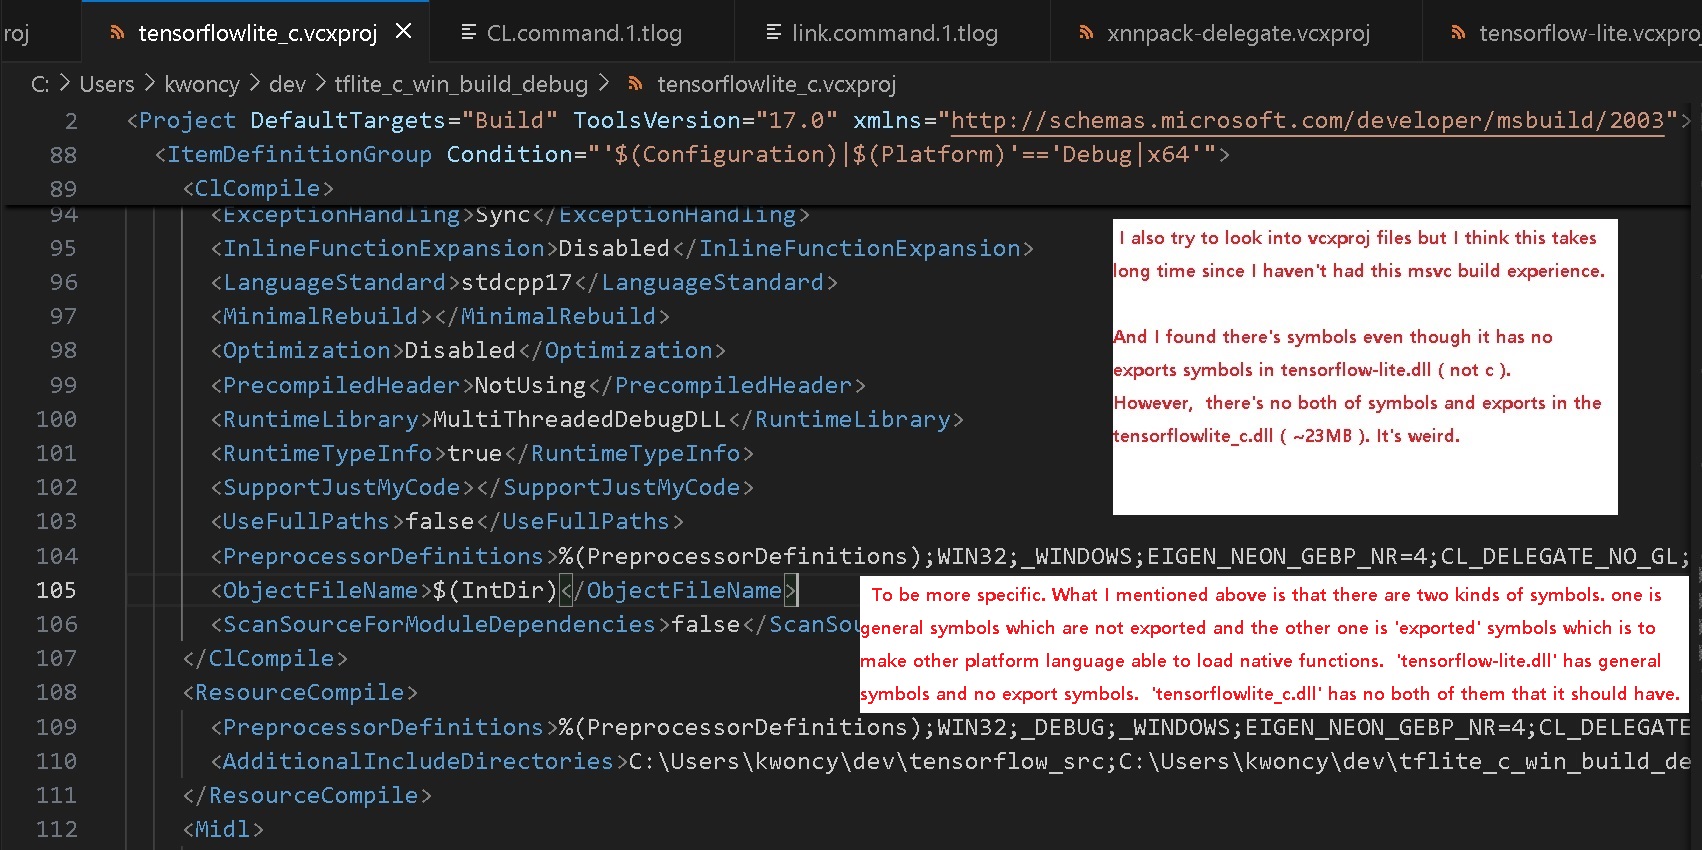 roj
tensorflowlite_c.vcxproj
CL.command.1.tlog
link.command.1.tlog
xnnpack-delegate.vcxproj
tensorflow-lite.vcxpro
C: > Users > kwoncy > dev > tflite_c_win_build_debug > tensorflowlite_c.vcxproj
2 <Project DefaultTargets="Build" ToolsVersion="17.0" xmlns="http://schemas.microsoft.com/developer/msbuild/2003">
88 <ItemDefinitionGroup Condition="'$(Configuration)|$(Platform)'=='Debug|x64'">
89 <ClCompile>
94 <ExceptionHandling>Sync</ExceptionHandling>
95 <InlineFunctionExpansion>Disabled</InlineFunctionExpansion>
96 <LanguageStandard>stdcpp17</LanguageStandard>
97 <MinimalRebuild></MinimalRebuild>
98 <Optimization>Disabled</Optimization>
99 <PrecompiledHeader>NotUsing</PrecompiledHeader>
100 <RuntimeLibrary>MultiThreadedDebugDLL</RuntimeLibrary>
101 <RuntimeTypeInfo>true</RuntimeTypeInfo>
102 <SupportJustMyCode></SupportJustMyCode>
103 <UseFullPaths>false</UseFullPaths>
104 <PreprocessorDefinitions>%(PreprocessorDefinitions);WIN32;_WINDOWS;EIGEN_NEON_GEBP_NR=4;CL_DELEGATE_NO_GL;
105 <ObjectFileName>$(IntDir)</ObjectFileName>
106 <ScanSourceForModuleDependencies>false</ScanSou
107 </ClCompile>
108 <ResourceCompile>
109 <PreprocessorDefinitions>%(PreprocessorDefinitions);WIN32;_DEBUG;_WINDOWS;EIGEN_NEON_GEBP_NR=4;CL_DELEGATE
110 <AdditionalIncludeDirectories>C:\Users\kwoncy\dev\tensorflow_src;C:\Users\kwoncy\dev\tflite_c_win_build_de
111 </ResourceCompile>
112 <Midl>
I also try to look into vcxproj files but I think this takes
long time since I haven't had this msvc build experience.
And I found there's symbols even though it has no
exports symbols in tensorflow-lite.dll ( not c ).
However, there's no both of symbols and exports in the
tensorflowlite_c.dll ( ~23MB ). It's weird.
To be more specific. What I mentioned above is that there are two kinds of symbols. one is
general symbols which are not exported and the other one is 'exported' symbols which is to
make other platform language able to load native functions. 'tensorflow-lite.dll' has general
symbols and no export symbols. 'tensorflowlite_c.dll' has no both of them that it should have.